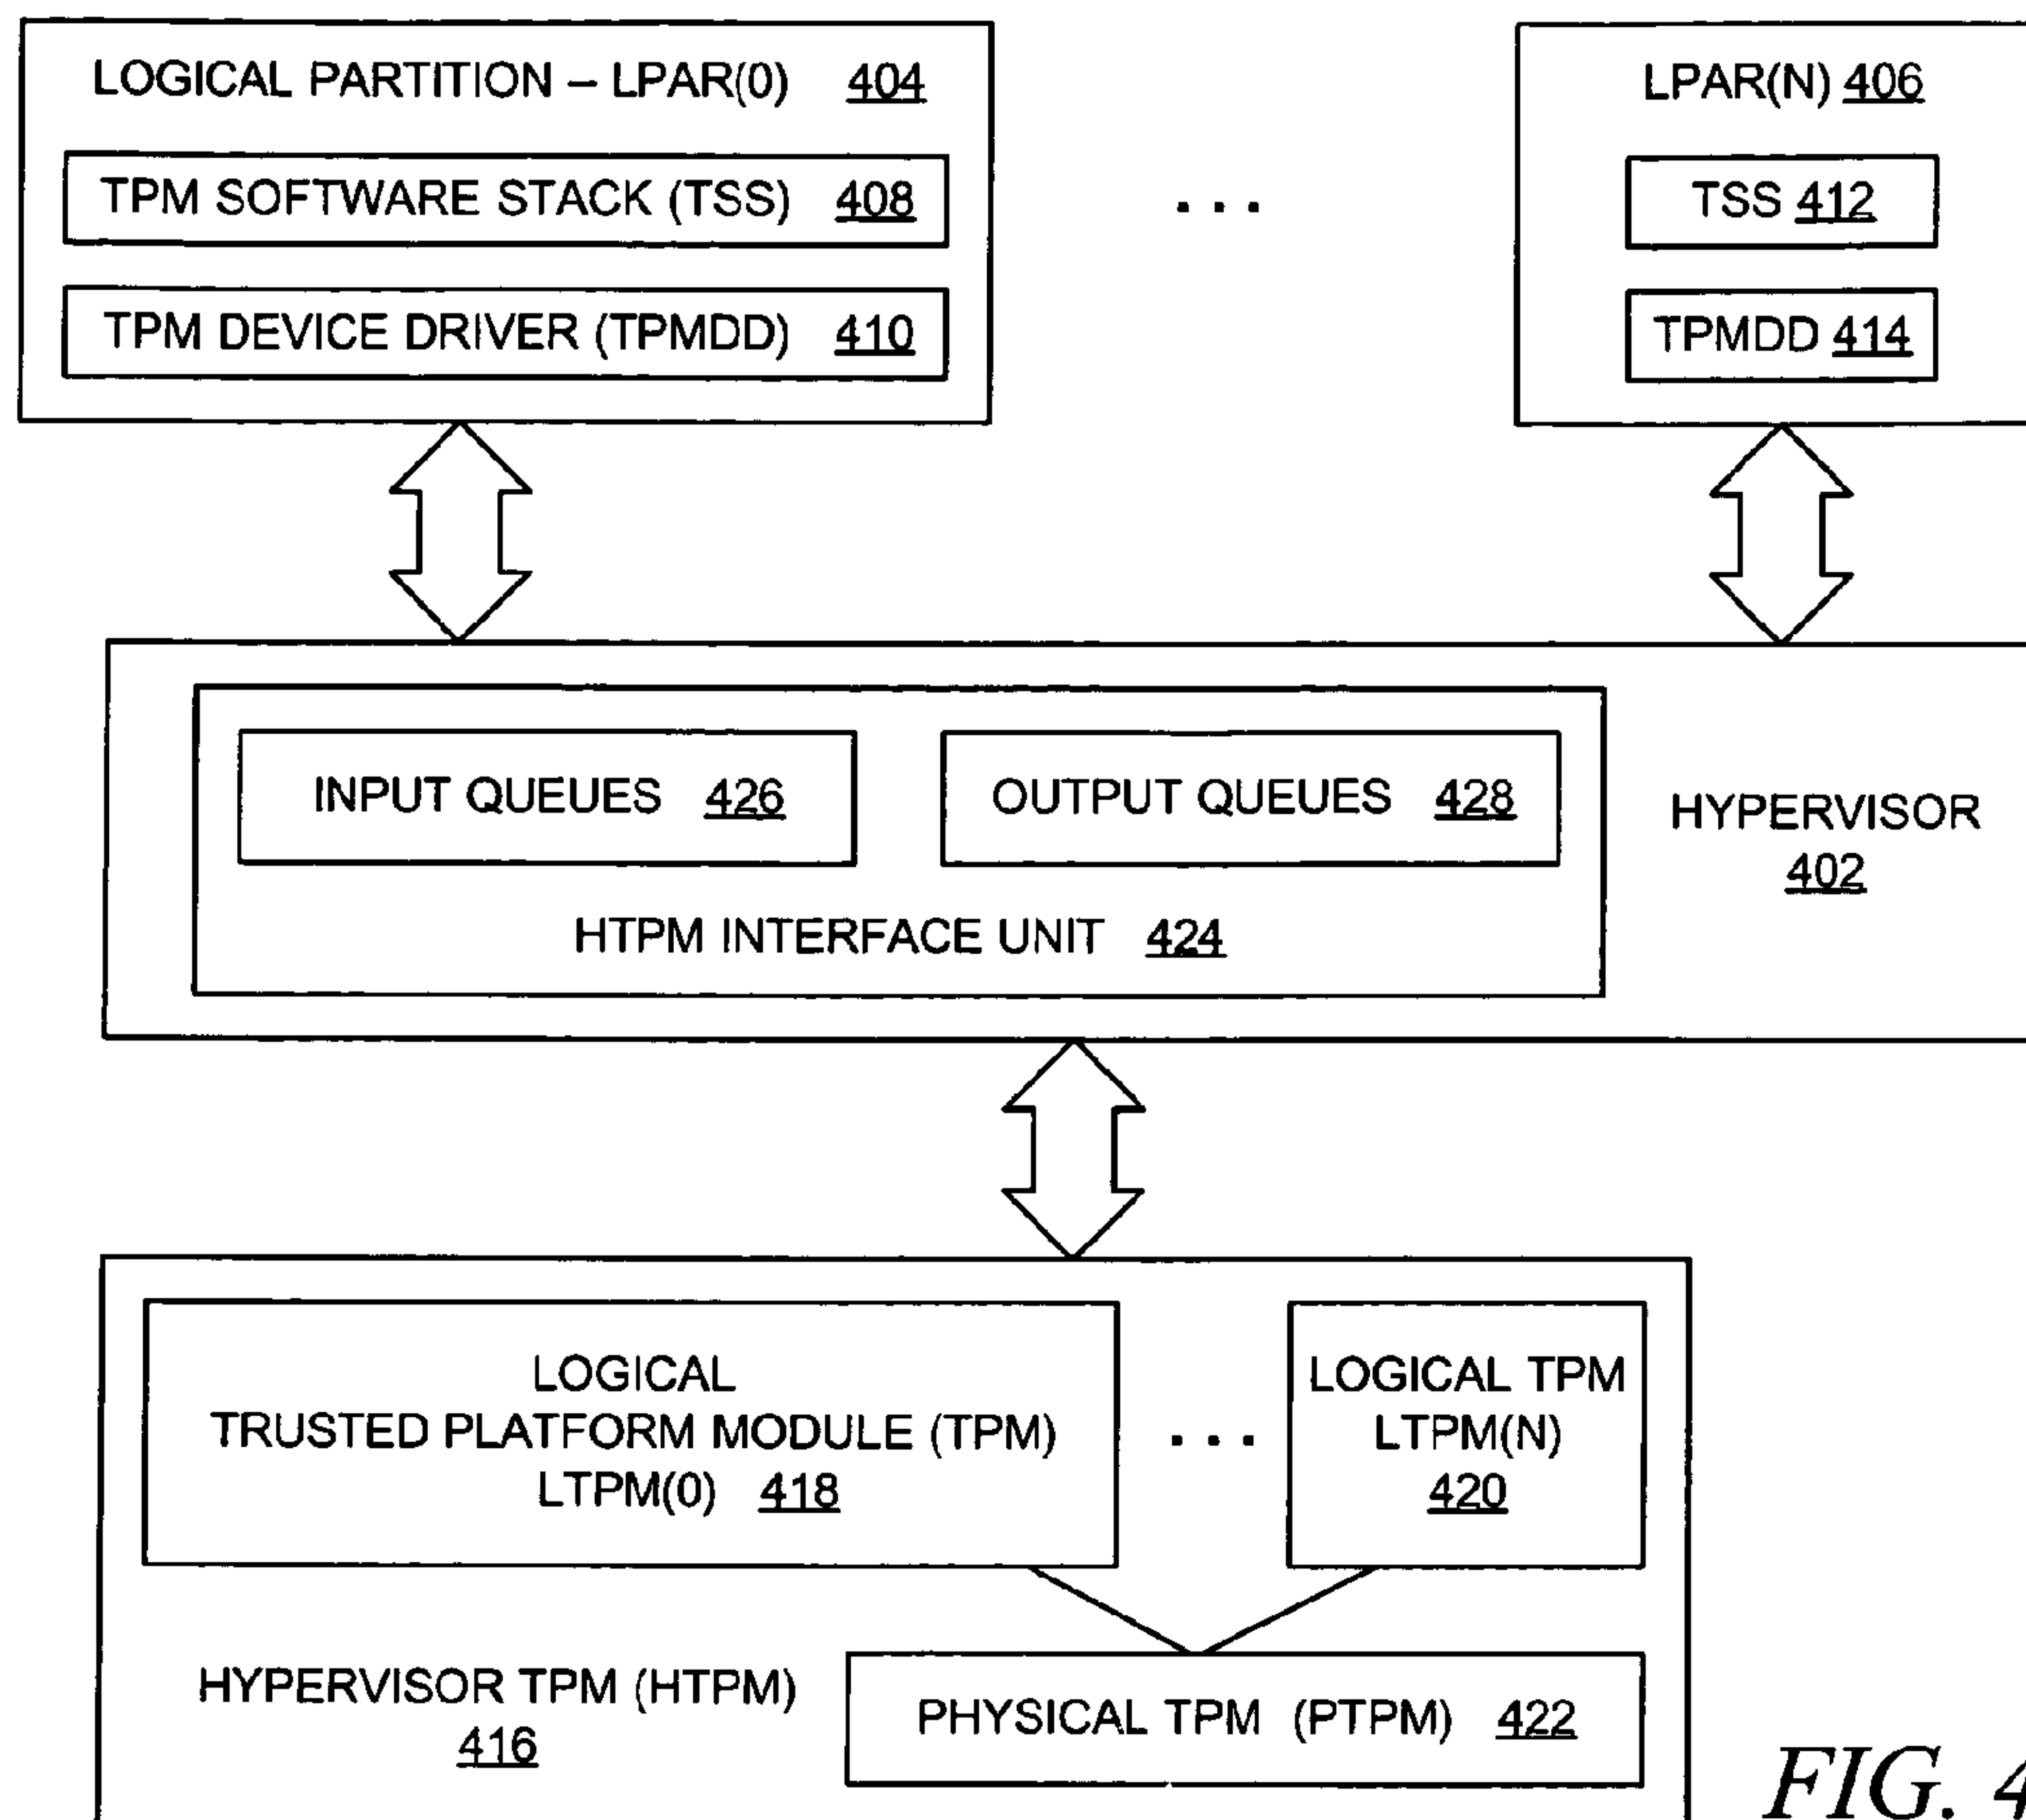 LOGICAL PARTITION – LPAR(0) 404
TPM SOFTWARE STACK (TSS) 408
TPM DEVICE DRIVER (TPMDD) 410
. . .
LPAR(N) 406
TSS 412
TPMDD 414
INPUT QUEUES 426
OUTPUT QUEUES 428
HTPM INTERFACE UNIT 424
HYPERVISOR
402
LOGICAL
TRUSTED PLATFORM MODULE (TPM)
LTPM(0) 418
. . .
LOGICAL TPM
LTPM(N)
420
HYPERVISOR TPM (HTPM)
416
PHYSICAL TPM (PTPM) 422
FIG. 4